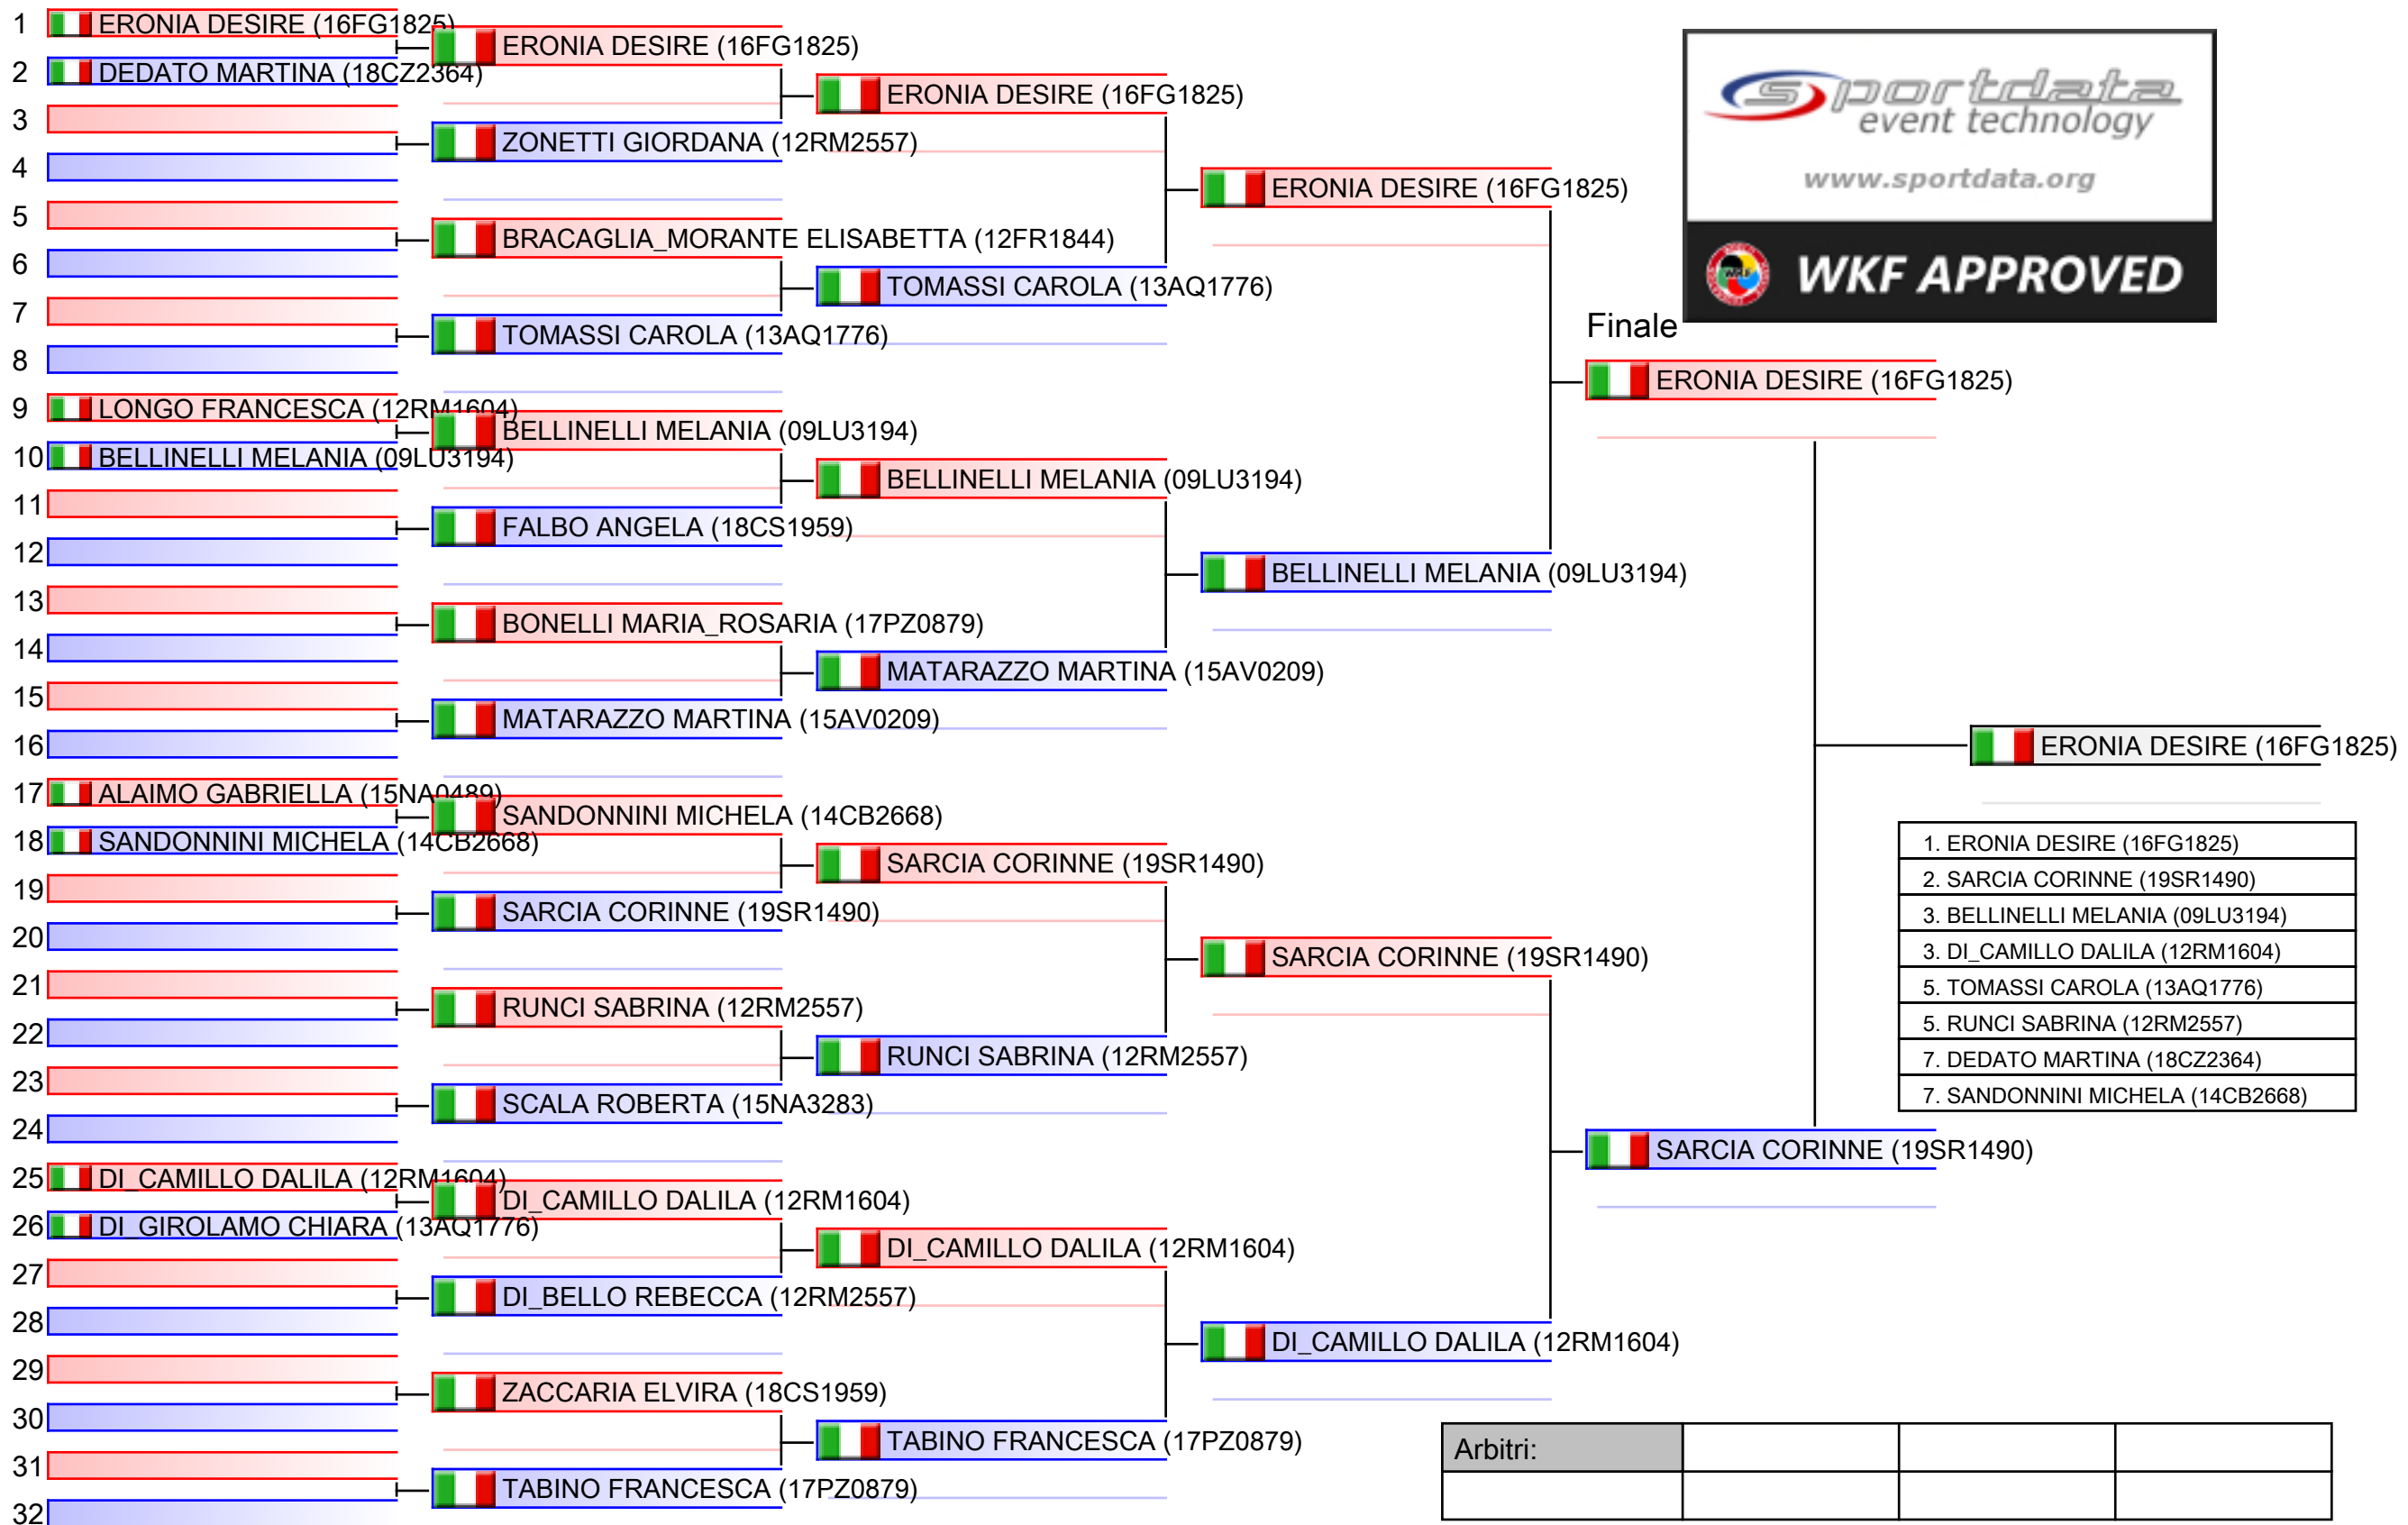 1 ERONIA DESIRE (16FG1825)
2 DEDATO MARTINA (18CZ2364)
3
4
5
6
7
8
9 LONGO FRANCESCA (12RM1604)
10 BELLINELLI MELANIA (09LU3194)
11
12
13
14
15
16
17 ALAIMO GABRIELLA (15NA0489)
18 SANDONNINI MICHELA (14CB2668)
19
20
21
22
23
24
25 DI_CAMILLO DALILA (12RM1604)
26 DI_GIROLAMO CHIARA (13AQ1776)
27
28
29
30
31
32
ERONIA DESIRE (16FG1825)
ZONETTI GIORDANA (12RM2557)
BRACAGLIA_MORANTE ELISABETTA (12FR1844)
TOMASSI CAROLA (13AQ1776)
BELLINELLI MELANIA (09LU3194)
FALBO ANGELA (18CS1959)
BONELLI MARIA_ROSARIA (17PZ0879)
MATARAZZO MARTINA (15AV0209)
SANDONNINI MICHELA (14CB2668)
SARCIA CORINNE (19SR1490)
RUNCI SABRINA (12RM2557)
SCALA ROBERTA (15NA3283)
DI_CAMILLO DALILA (12RM1604)
DI_BELLO REBECCA (12RM2557)
ZACCARIA ELVIRA (18CS1959)
TABINO FRANCESCA (17PZ0879)
ERONIA DESIRE (16FG1825)
TOMASSI CAROLA (13AQ1776)
BELLINELLI MELANIA (09LU3194)
MATARAZZO MARTINA (15AV0209)
SARCIA CORINNE (19SR1490)
RUNCI SABRINA (12RM2557)
DI_CAMILLO DALILA (12RM1604)
TABINO FRANCESCA (17PZ0879)
ERONIA DESIRE (16FG1825)
BELLINELLI MELANIA (09LU3194)
SARCIA CORINNE (19SR1490)
DI_CAMILLO DALILA (12RM1604)
Finale
ERONIA DESIRE (16FG1825)
SARCIA CORINNE (19SR1490)
ERONIA DESIRE (16FG1825)
sportdata
event technology
www.sportdata.org
WKF APPROVED
1. ERONIA DESIRE (16FG1825)
2. SARCIA CORINNE (19SR1490)
3. BELLINELLI MELANIA (09LU3194)
3. DI_CAMILLO DALILA (12RM1604)
5. TOMASSI CAROLA (13AQ1776)
5. RUNCI SABRINA (12RM2557)
7. DEDATO MARTINA (18CZ2364)
7. SANDONNINI MICHELA (14CB2668)
Arbitri: